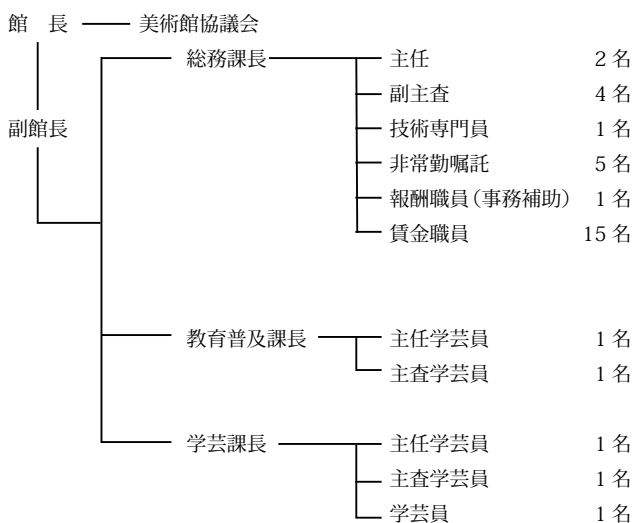 館　長　美術館協議会
総務課長　主任　2 名
副主査　4 名
副館長　技術専門員　1 名
非常勤嘱託　5 名
報酬職員（事務補助）　1 名
賃金職員　15 名
教育普及課長　主任学芸員　1 名
主査学芸員　1 名
学芸課長　主任学芸員　1 名
主査学芸員　1 名
学芸員　1 名